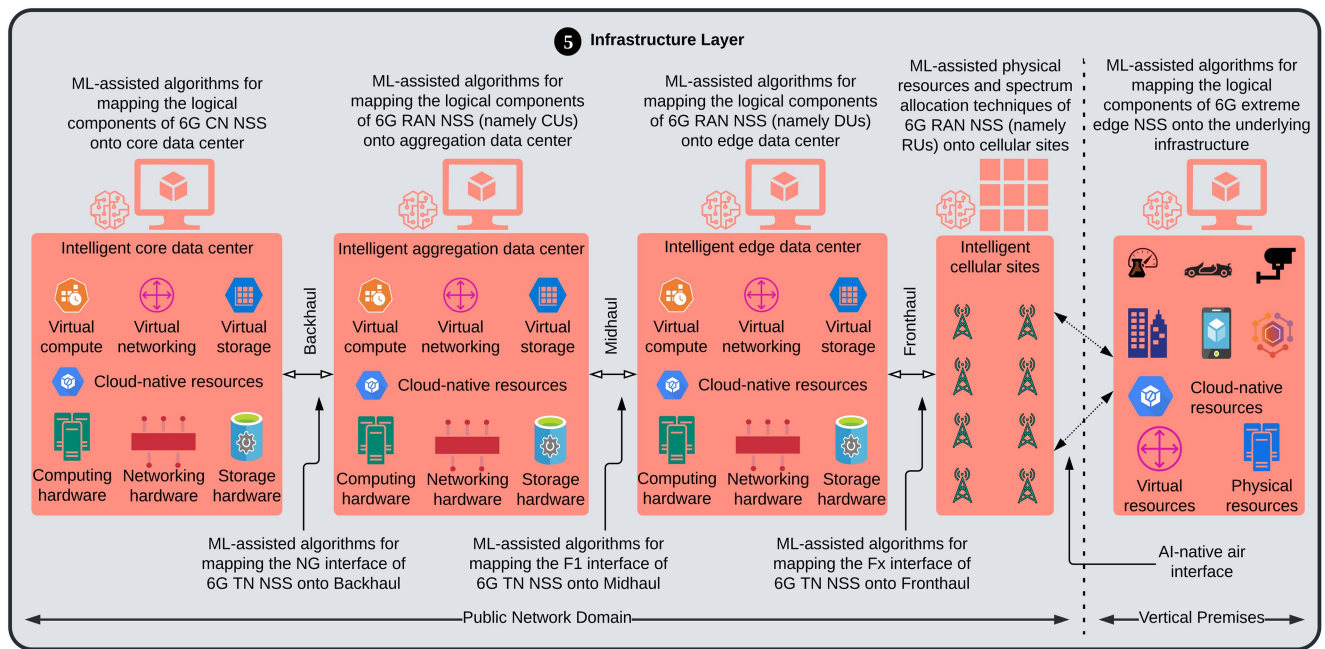 5 Infrastructure Layer
ML-assisted algorithms for
mapping the logical
components of 6G CN NSS
onto core data center
ML-assisted algorithms for
mapping the logical components
of 6G RAN NSS (namely CUs)
onto aggregation data center
ML-assisted algorithms for
mapping the logical components
of 6G RAN NSS (namely DUs)
onto edge data center
ML-assisted physical
resources and spectrum
allocation techniques of
6G RAN NSS (namely
RUs) onto cellular sites
ML-assisted algorithms for
mapping the logical
components of 6G extreme
edge NSS onto the underlying
infrastructure
Intelligent core data center
Virtual
compute
Virtual
networking
Virtual
storage
Cloud-native resources
Computing
hardware
Networking
hardware
Storage
hardware
Backhaul
Intelligent aggregation data center
Virtual
compute
Virtual
networking
Virtual
storage
Cloud-native resources
Computing
hardware
Networking
hardware
Storage
hardware
Midhaul
Intelligent edge data center
Virtual
compute
Virtual
networking
Virtual
storage
Cloud-native resources
Computing
hardware
Networking
hardware
Storage
hardware
Fronthaul
Intelligent
cellular sites
Cloud-native
resources
Virtual
resources
Physical
resources
ML-assisted algorithms for
mapping the NG interface of
6G TN NSS onto Backhaul
ML-assisted algorithms for
mapping the F1 interface of
6G TN NSS onto Midhaul
ML-assisted algorithms for
mapping the Fx interface of
6G TN NSS onto Fronthaul
AI-native air
interface
Public Network Domain
Vertical Premises